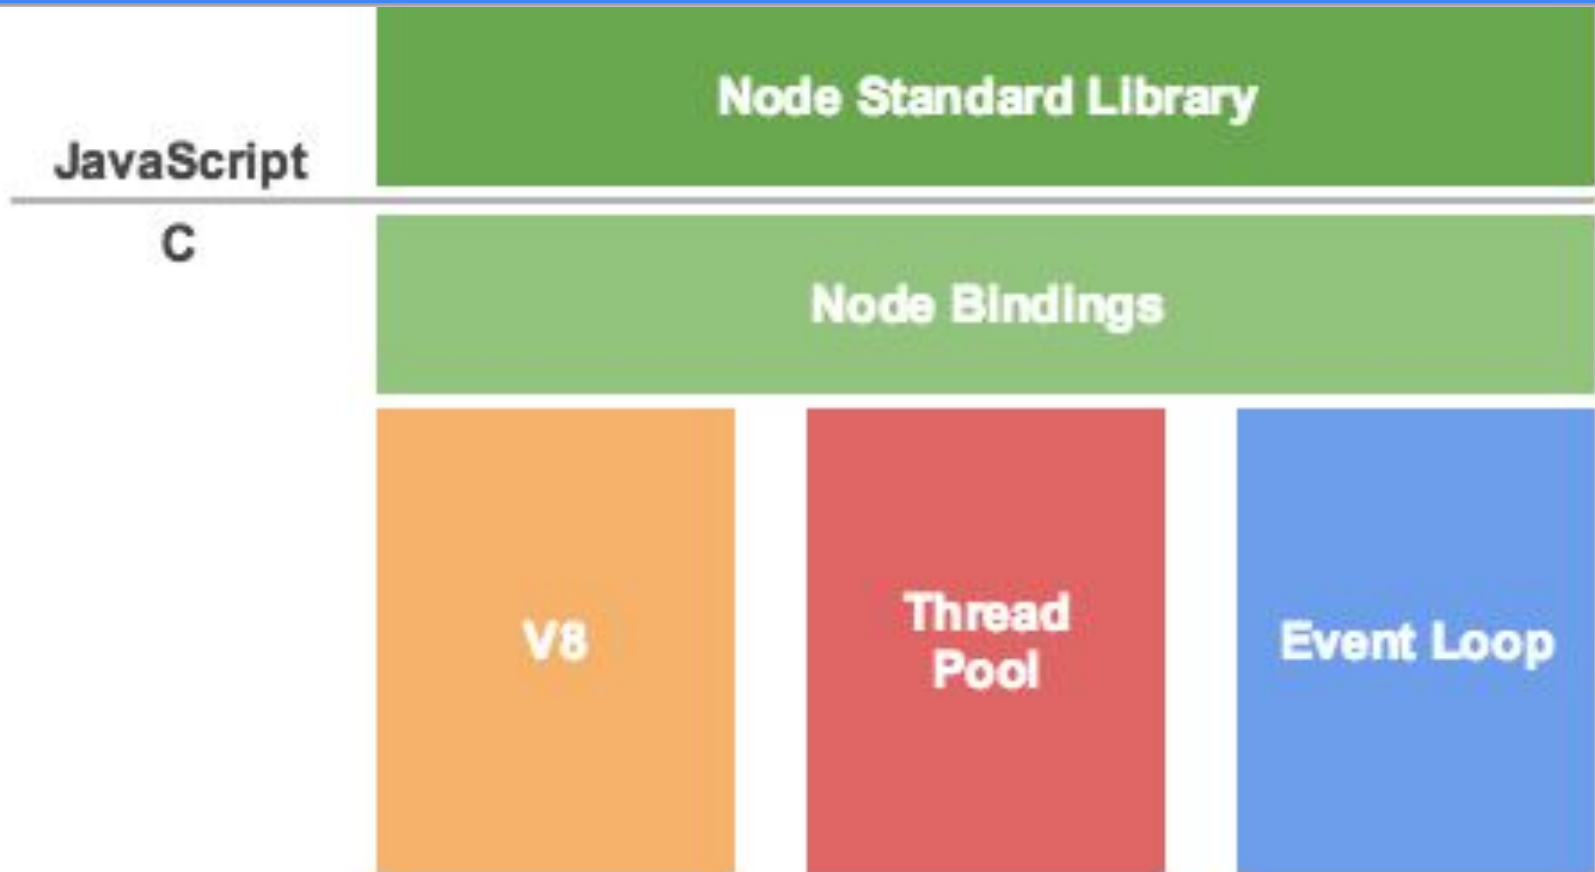 Node Standard Library
JavaScript
C
Node Bindings
V8
Thread
Pool
Event Loop